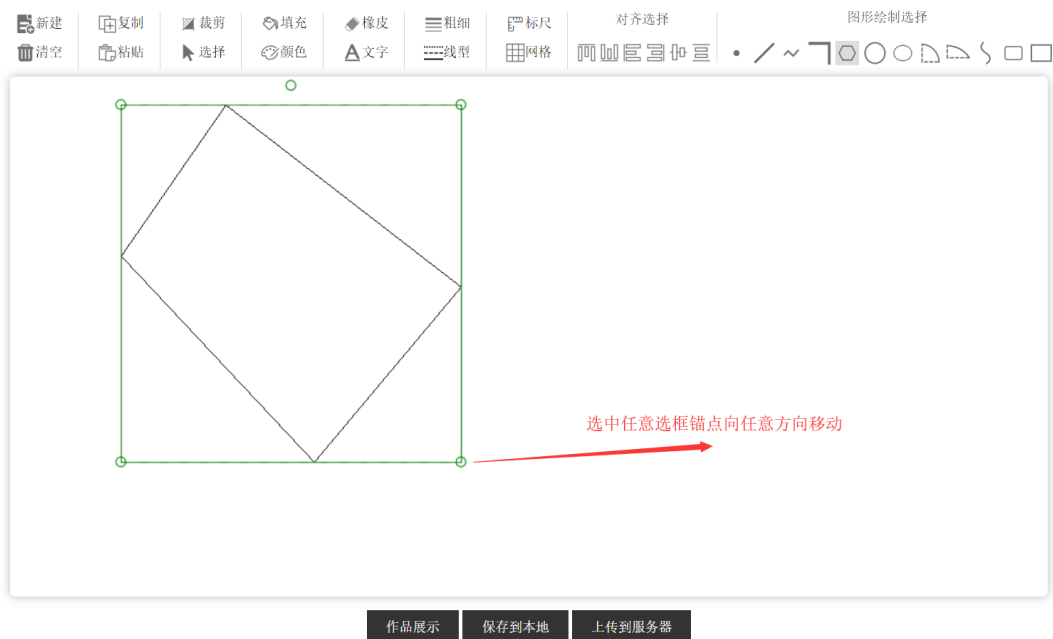 新建 复制 裁剪 填充 橡皮 粗细 标尺 对齐选择 图形绘制选择
清空 粘贴 选择 颜色 文字 线型 网格
选中任意选框锚点向任意方向移动
作品展示 保存到本地 上传到服务器